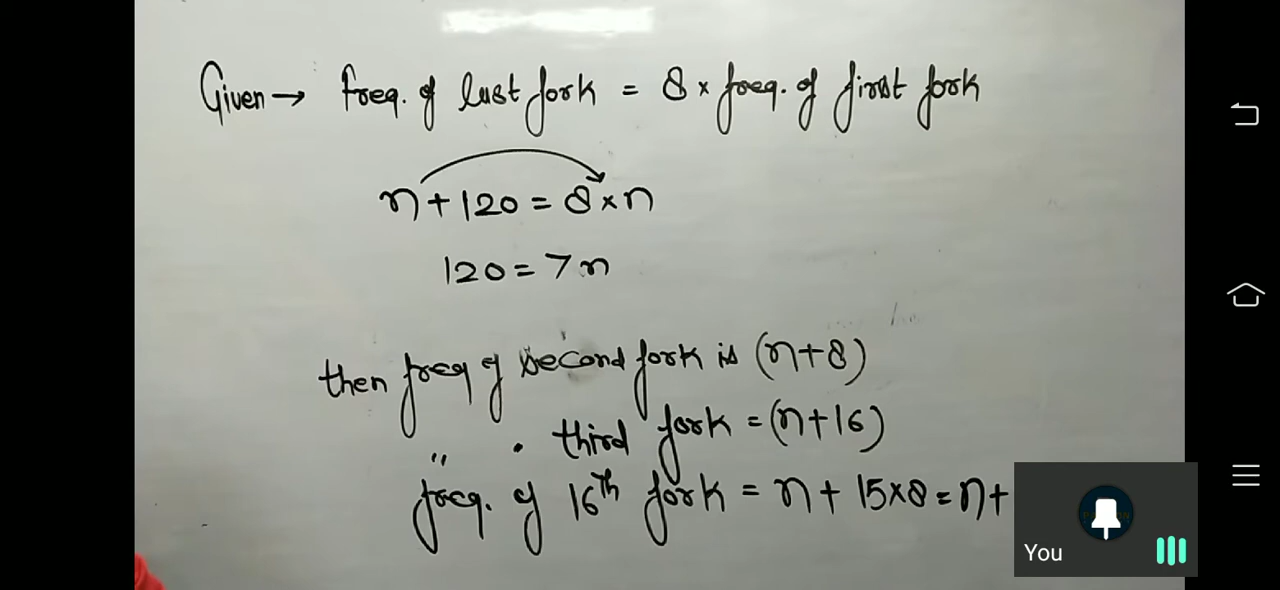 Given → freq. of last fork = 8 × freq. of first fork
n + 120 = 8 × n
120 = 7n
then freq of second fork is (n+8)
" . third fork = (n+16)
freq. of 16th fork = n + 15×8 = n+
You